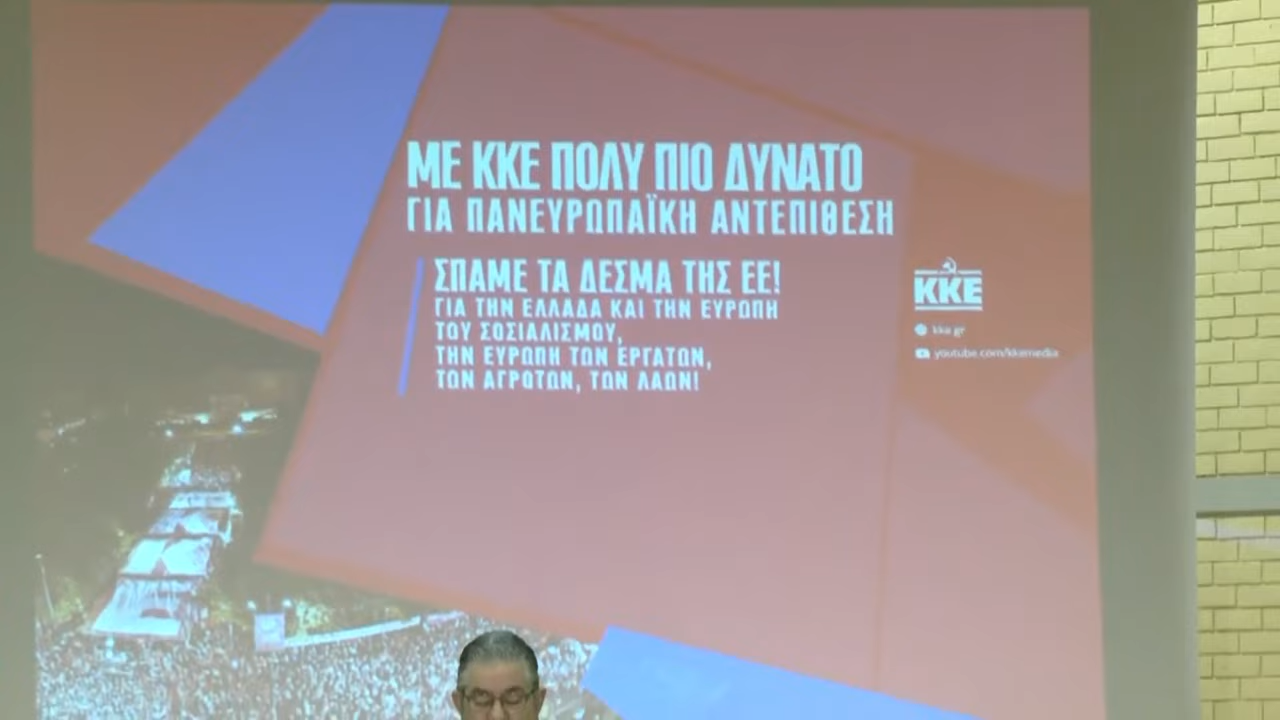 ΜΕ ΚΚΕ ΠΟΛΥ ΠΙΟ ΔΥΝΑΤΟ
ΓΙΑ ΠΑΝΕΥΡΩΠΑΪΚΗ ΑΝΤΕΠΙΘΕΣΗ
ΣΠΑΜΕ ΤΑ ΔΕΣΜΑ ΤΗΣ ΕΕ!
ΓΙΑ ΤΗΝ ΕΛΛΑΔΑ ΚΑΙ ΤΗΝ ΕΥΡΩΠΗ
ΤΟΥ ΣΟΣΙΑΛΙΣΜΟΥ,
ΤΗΝ ΕΥΡΩΠΗ ΤΩΝ ΕΡΓΑΤΩΝ,
ΤΩΝ ΑΓΡΟΤΩΝ, ΤΩΝ ΛΑΩΝ!
ΚΚΕ
kke.gr
youtube.com/kkemedia